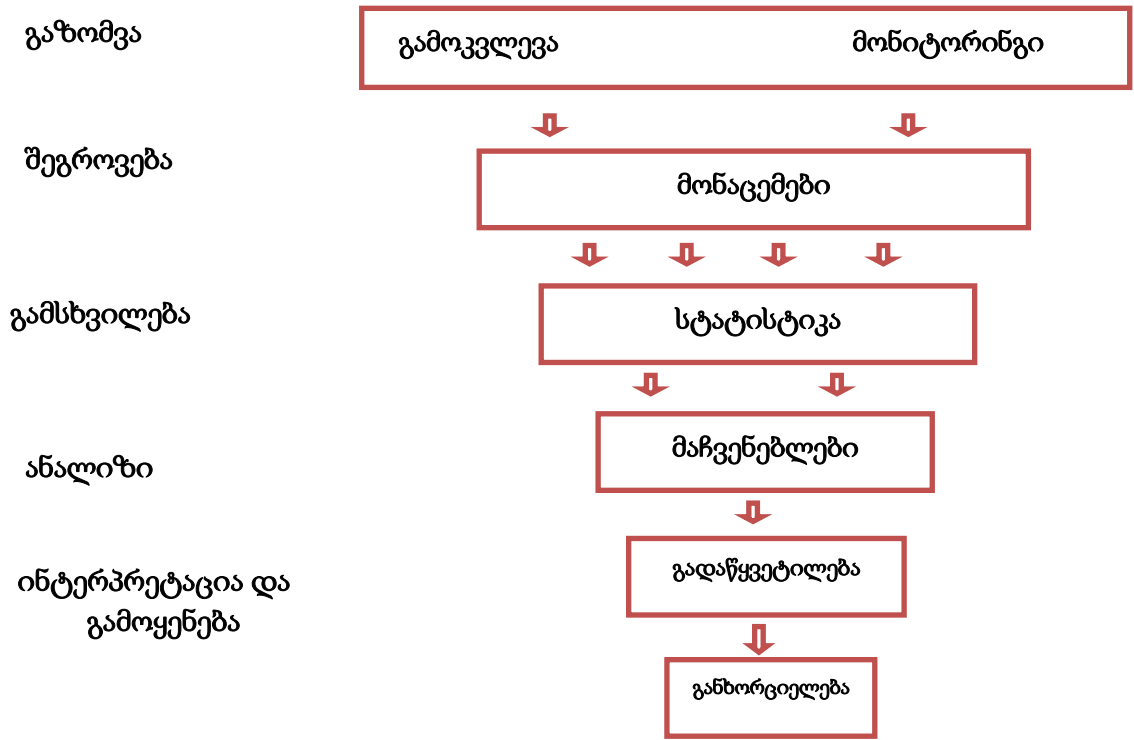 გაზომვა
გამოკვლევა მონიტორინგი
შეგროვება
მონაცემები
გამსხვილება
სტატისტიკა
ანალიზი
მაჩვენებლები
ინტერპრეტაცია და
გამოყენება
გადაწყვეტილება
განხორციელება